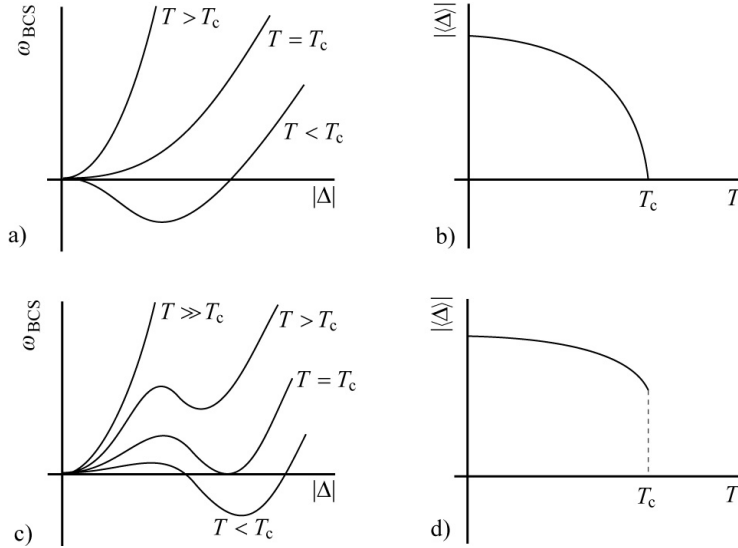 ω_BCS
T > T_c
T = T_c
T < T_c
|Δ|
a)
|⟨Δ⟩|
T_c
T
b)
ω_BCS
T ≫ T_c
T > T_c
T = T_c
|Δ|
T < T_c
c)
|⟨Δ⟩|
T_c
T
d)